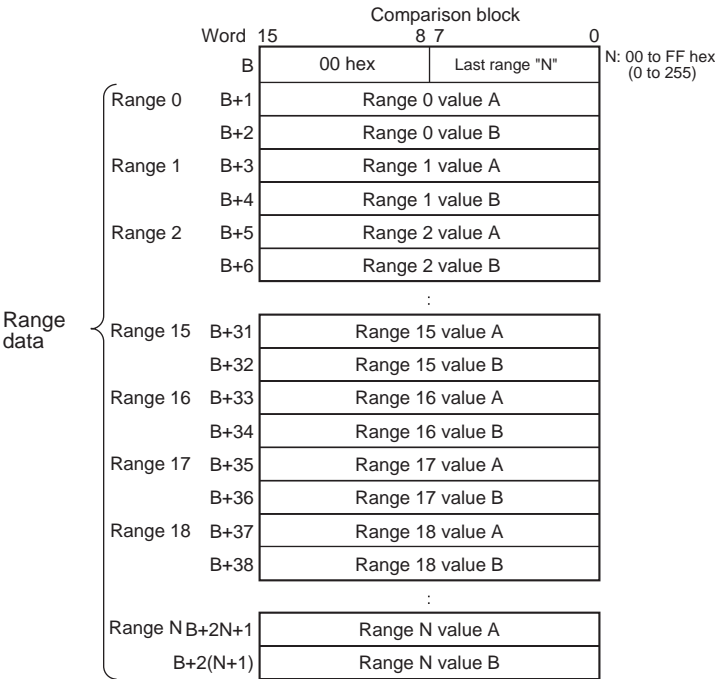 Comparison block
Word 15 8 7 0
B 00 hex Last range "N" N: 00 to FF hex
(0 to 255)
Range 0 B+1 Range 0 value A
B+2 Range 0 value B
Range 1 B+3 Range 1 value A
B+4 Range 1 value B
Range 2 B+5 Range 2 value A
B+6 Range 2 value B
:
Range data
Range 15 B+31 Range 15 value A
B+32 Range 15 value B
Range 16 B+33 Range 16 value A
B+34 Range 16 value B
Range 17 B+35 Range 17 value A
B+36 Range 17 value B
Range 18 B+37 Range 18 value A
B+38 Range 18 value B
:
Range N B+2N+1 Range N value A
B+2(N+1) Range N value B